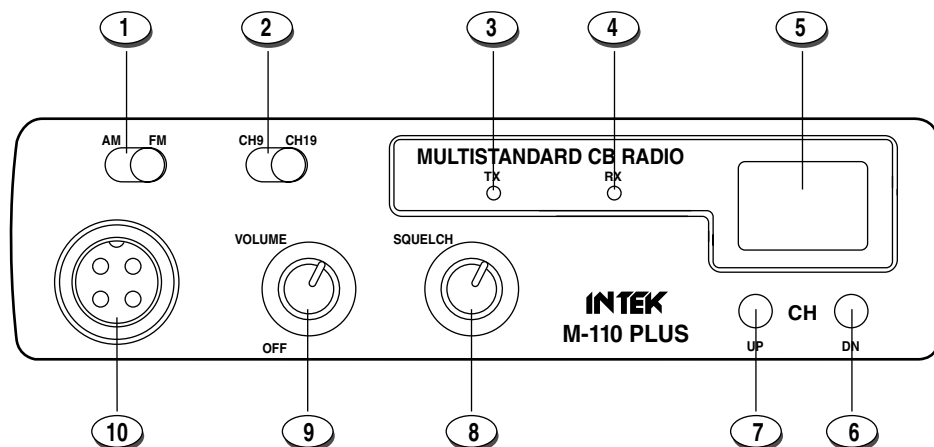 1 2 3 4 5
AM FM CH9 CH19
MULTISTANDARD CB RADIO
TX RX
VOLUME SQUELCH
INTEK
M-110 PLUS
CH
OFF UP DN
10 9 8 7 6